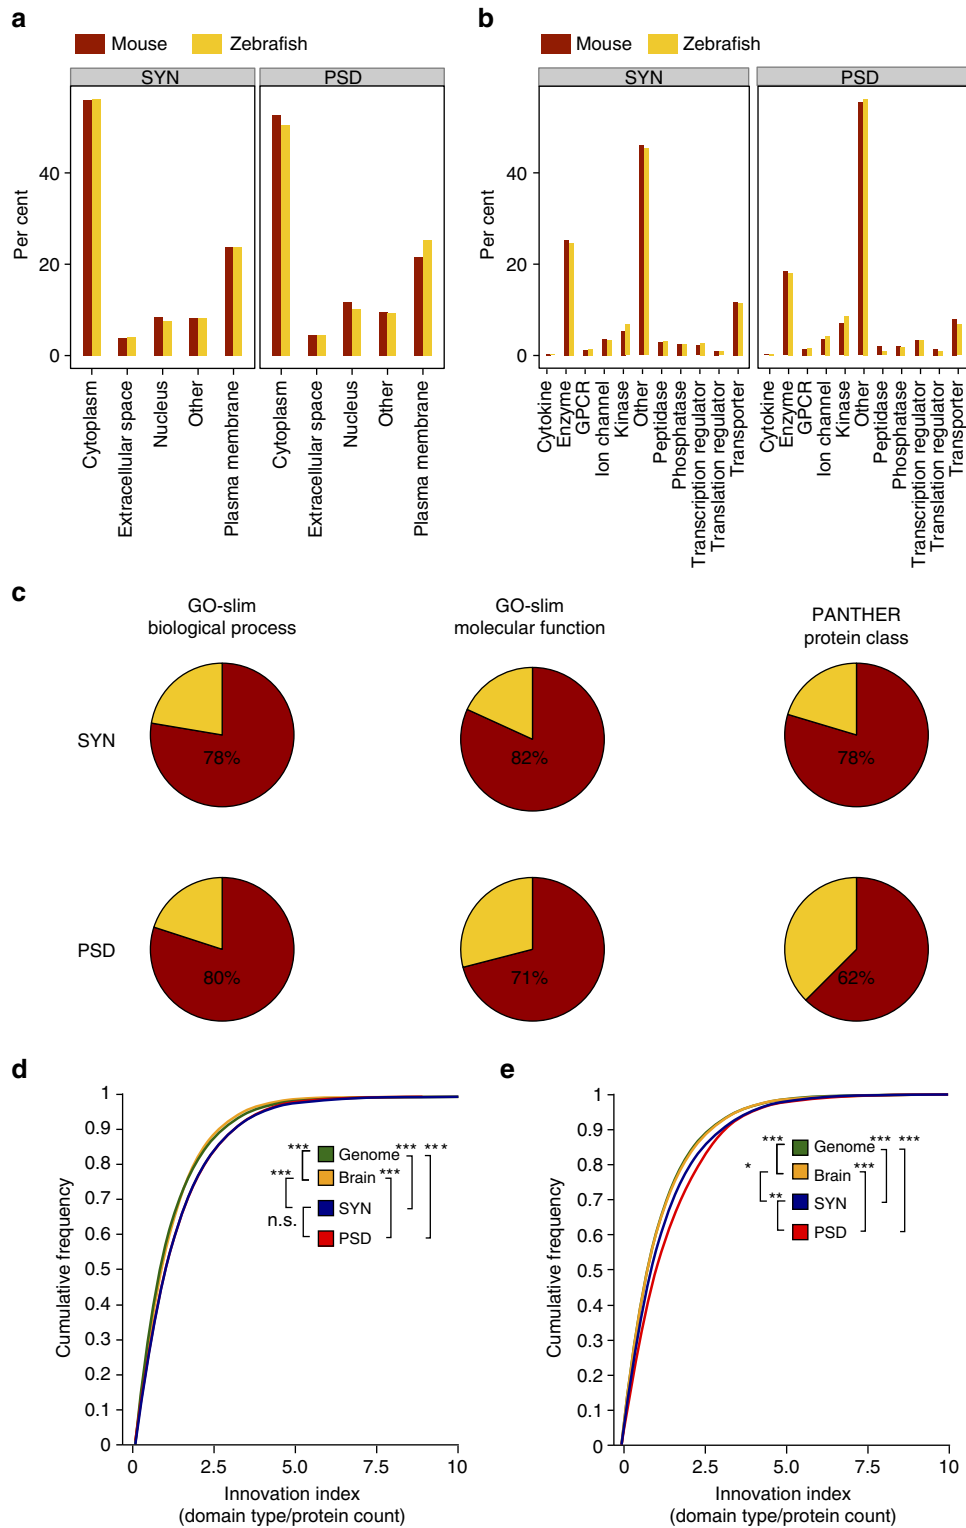 a
Mouse
Zebrafish
SYN
PSD
Per cent
40
20
0
Cytoplasm
Extracellular space
Nucleus
Other
Plasma membrane
Cytoplasm
Extracellular space
Nucleus
Other
Plasma membrane
b
Mouse
Zebrafish
SYN
PSD
Per cent
40
20
0
Cytokine
Enzyme
GPCR
Ion channel
Kinase
Other
Peptidase
Phosphatase
Transcription regulator
Translation regulator
Transporter
Cytokine
Enzyme
GPCR
Ion channel
Kinase
Other
Peptidase
Phosphatase
Transcription regulator
Translation regulator
Transporter
c
GO-slim
biological process
GO-slim
molecular function
PANTHER
protein class
SYN
78%
82%
78%
PSD
80%
71%
62%
d
Cumulative frequency
1
0.9
0.8
0.7
0.6
0.5
0.4
0.3
0.2
0.1
0
*** Genome *** ***
*** Brain ***
SYN
n.s.
PSD
0 2.5 5.0 7.5 10
Innovation index
(domain type/protein count)
e
Cumulative frequency
1
0.9
0.8
0.7
0.6
0.5
0.4
0.3
0.2
0.1
0
*** Genome *** ***
* Brain ***
** SYN
PSD
0 2.5 5.0 7.5 10
Innovation index
(domain type/protein count)